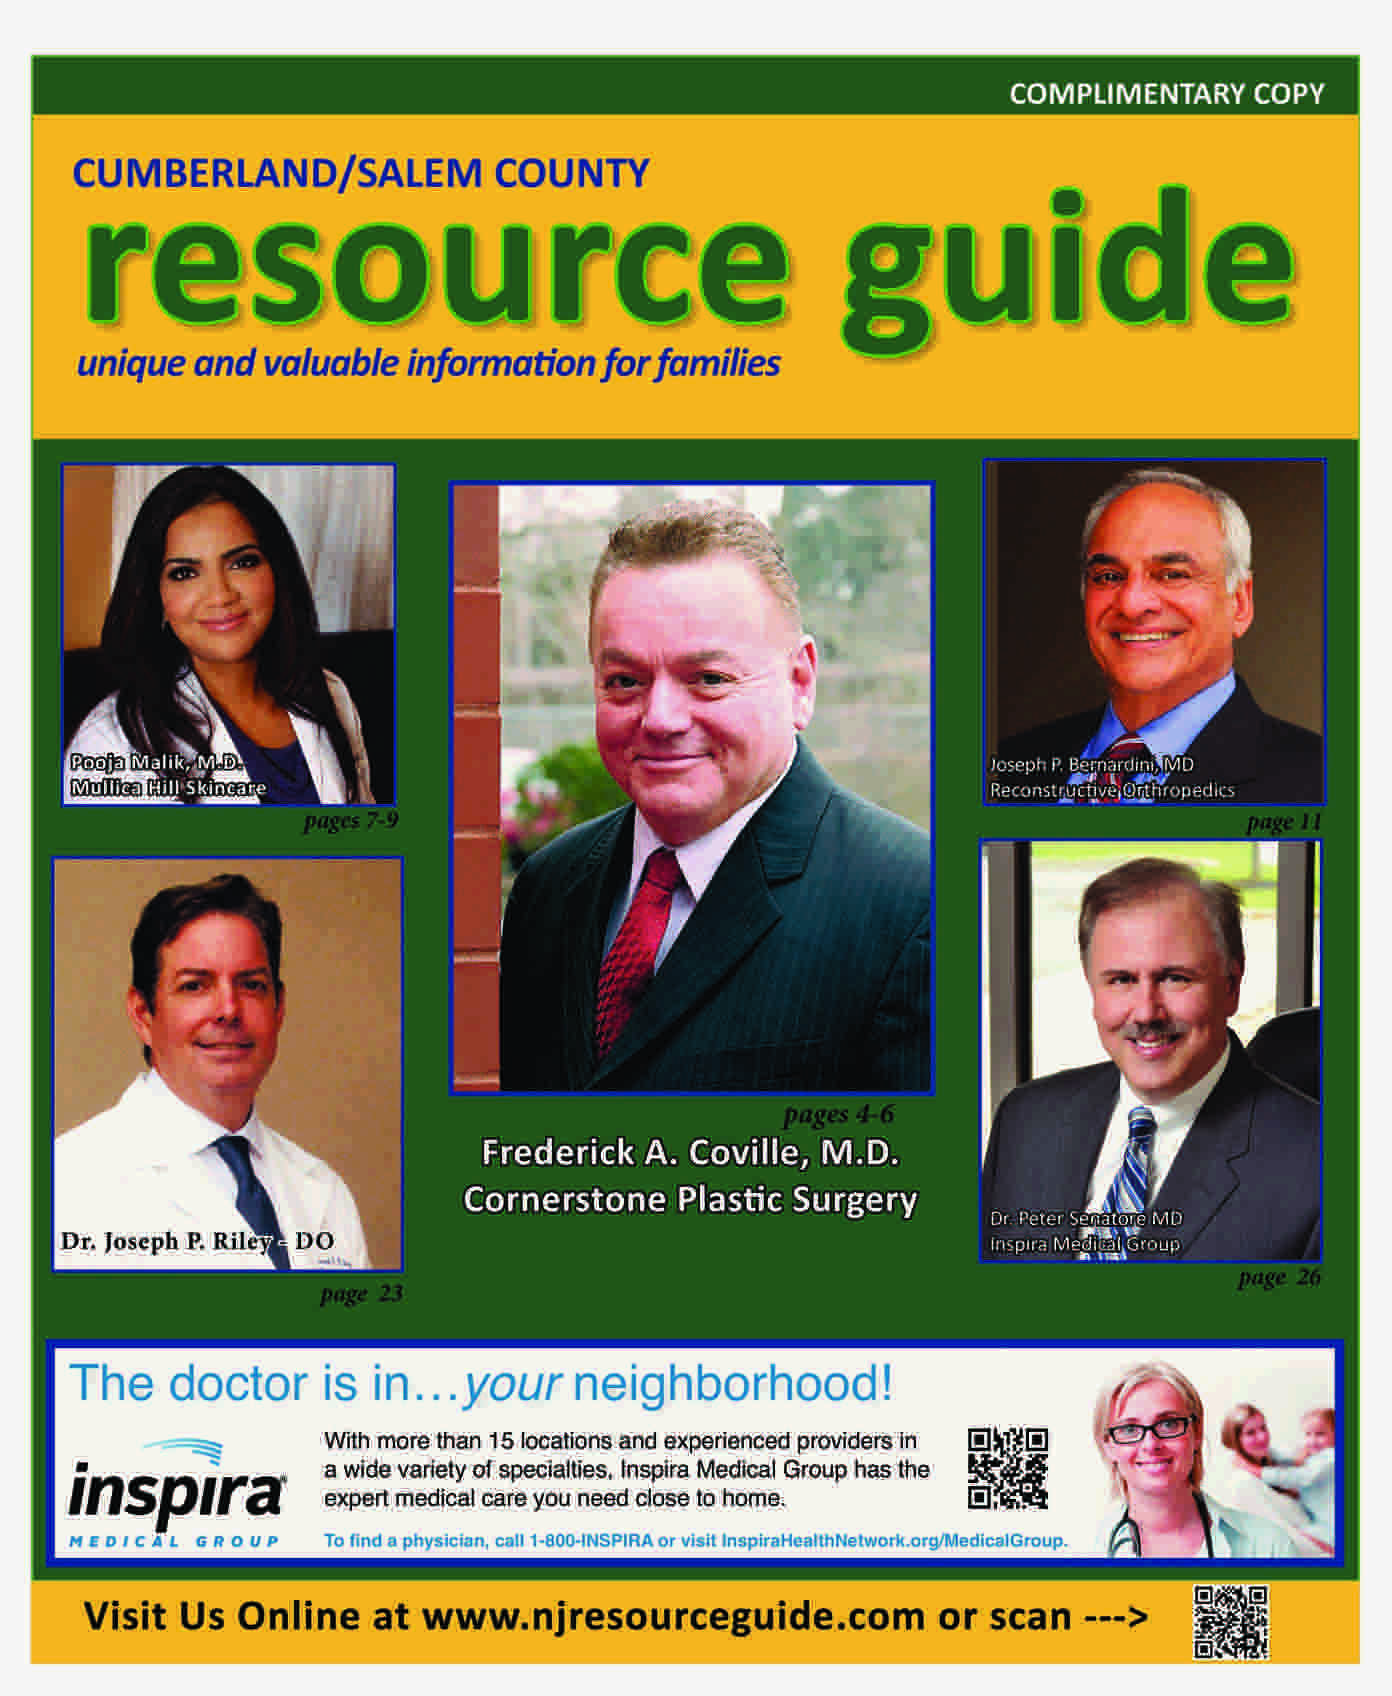 COMPLIMENTARY COPY
CUMBERLAND/SALEM COUNTY
resource guide
unique and valuable information for families
Pooja Malik, M.D.
Mullica Hill Skincare
pages 7-9
Joseph P. Bernardini, MD
Reconstructive Orthropedics
page 11
Dr. Joseph P. Riley - DO
page 23
pages 4-6
Frederick A. Coville, M.D.
Cornerstone Plastic Surgery
Dr. Peter Senatore MD
Inspira Medical Group
page 26
The doctor is in...your neighborhood!
inspira
MEDICAL GROUP
With more than 15 locations and experienced providers in
a wide variety of specialties, Inspira Medical Group has the
expert medical care you need close to home.
To find a physician, call 1-800-INSPIRA or visit InspiraHealthNetwork.org/MedicalGroup.
Visit Us Online at www.njresourceguide.com or scan --->